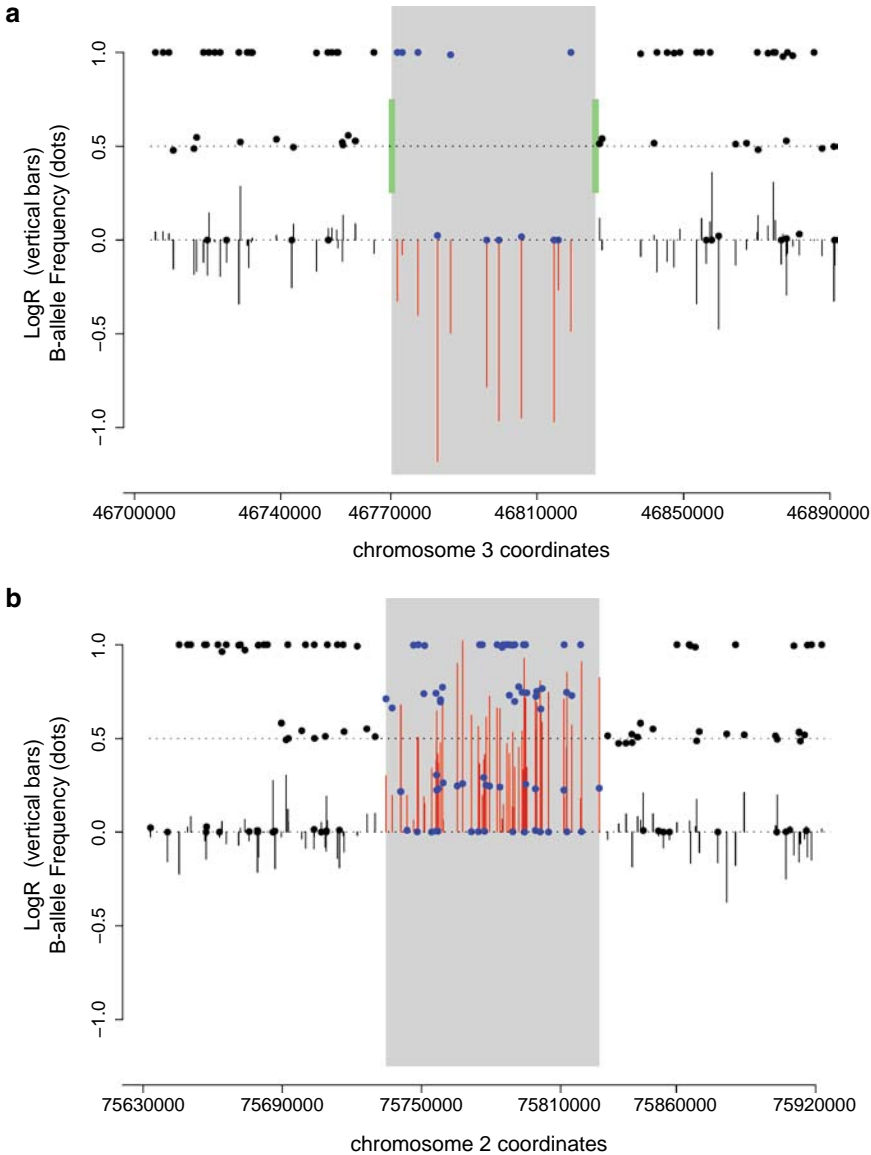 a
LogR (vertical bars)
B-allele Frequency (dots)
1.0
0.5
0.0
−0.5
−1.0
46700000 46740000 46770000 46810000 46850000 46890000
chromosome 3 coordinates
b
LogR (vertical bars)
B-allele Frequency (dots)
1.0
0.5
0.0
−0.5
−1.0
75630000 75690000 75750000 75810000 75860000 75920000
chromosome 2 coordinates